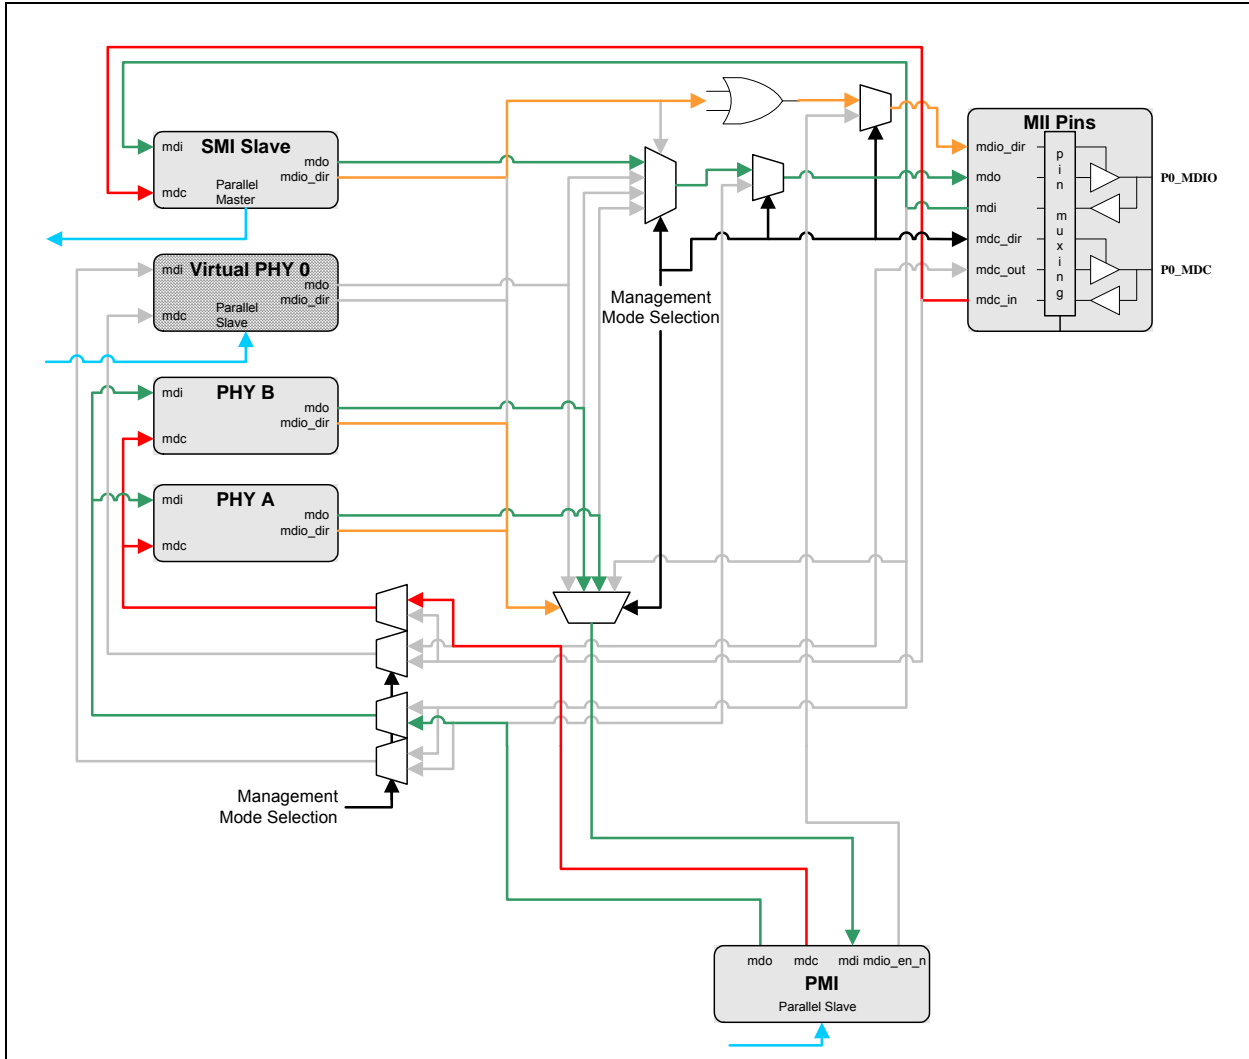 SMI Slave
mdi
mdo
mdio_dir
mdc
Parallel
Master
Virtual PHY 0
mdi
mdo
mdio_dir
mdc
Parallel
Slave
PHY B
mdi
mdo
mdio_dir
mdc
PHY A
mdi
mdo
mdio_dir
mdc
Management
Mode Selection
MII Pins
mdio_dir
mdo
mdi
mdc_dir
mdc_out
mdc_in
pin muxing
P0_MDIO
P0_MDC
Management
Mode Selection
mdo
mdc
mdi
mdio_en_n
PMI
Parallel Slave